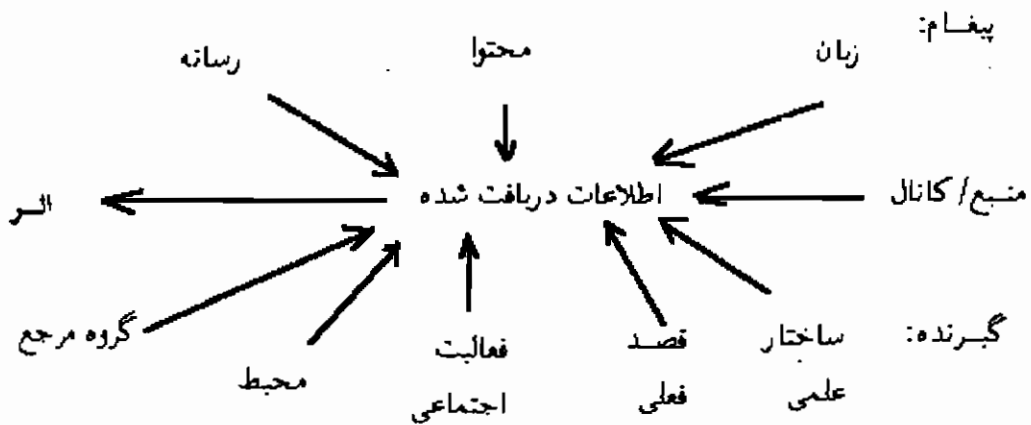 پیغام:
زبان
محتوا
رسانه
منبع/کانال
اطلاعات دریافت شده
اثر
گیرنده:
ساختار
علمی
قصد
فعلی
فعالیت
اجتماعی
محیط
گروه مرجع